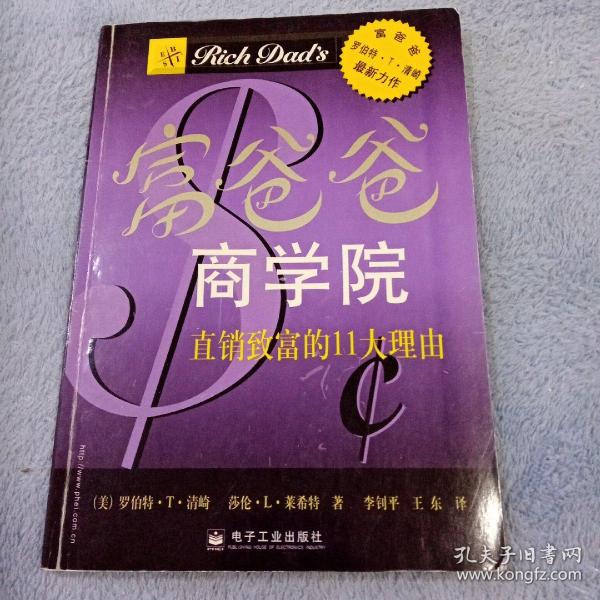 E B
S I
Rich Dad's
富爸爸
罗伯特·T·清崎
最新力作
富爸爸
商学院
直销致富的11大理由
http://www.phei.com.cn
(美) 罗伯特·T·清崎 莎伦·L·莱希特 著 李钊平 王东 译
PHEI
电子工业出版社
PUBLISHING HOUSE OF ELECTRONICS INDUSTRY
孔夫子旧书网
www.kongfz.com